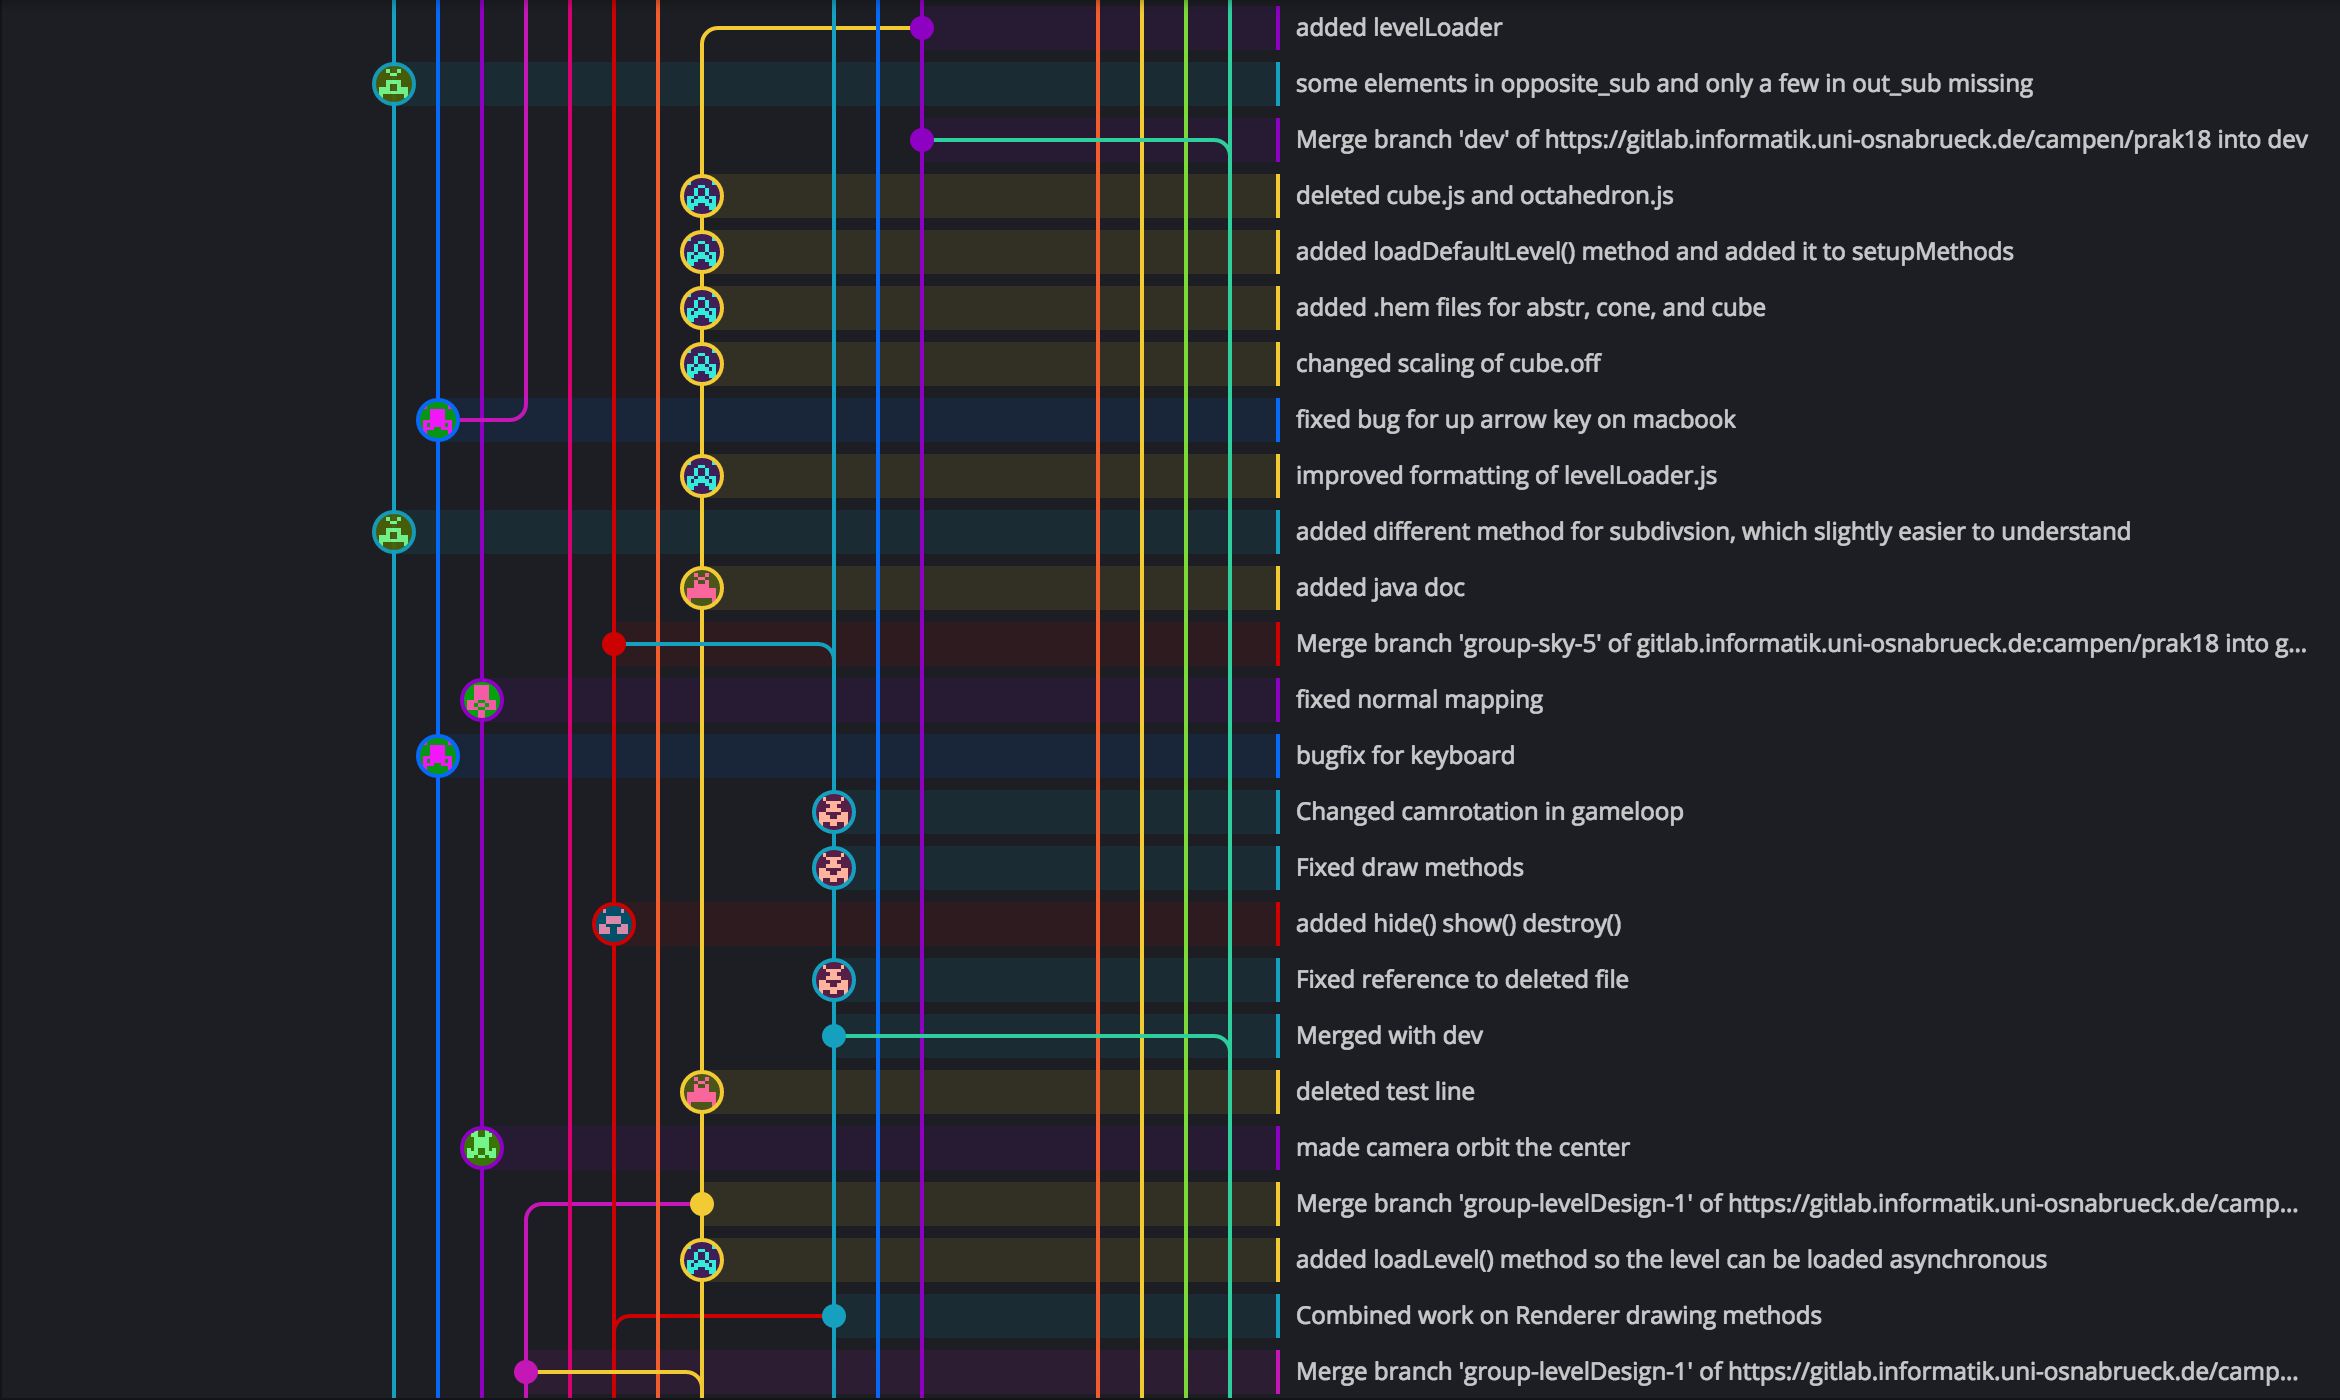 added levelLoader
some elements in opposite_sub and only a few in out_sub missing
Merge branch 'dev' of https://gitlab.informatik.uni-osnabrueck.de/campen/prak18 into dev
deleted cube.js and octahedron.js
added loadDefaultLevel() method and added it to setupMethods
added .hem files for abstr, cone, and cube
changed scaling of cube.off
fixed bug for up arrow key on macbook
improved formatting of levelLoader.js
added different method for subdivsion, which slightly easier to understand
added java doc
Merge branch 'group-sky-5' of gitlab.informatik.uni-osnabrueck.de:campen/prak18 into g...
fixed normal mapping
bugfix for keyboard
Changed camrotation in gameloop
Fixed draw methods
added hide() show() destroy()
Fixed reference to deleted file
Merged with dev
deleted test line
made camera orbit the center
Merge branch 'group-levelDesign-1' of https://gitlab.informatik.uni-osnabrueck.de/camp...
added loadLevel() method so the level can be loaded asynchronous
Combined work on Renderer drawing methods
Merge branch 'group-levelDesign-1' of https://gitlab.informatik.uni-osnabrueck.de/camp...